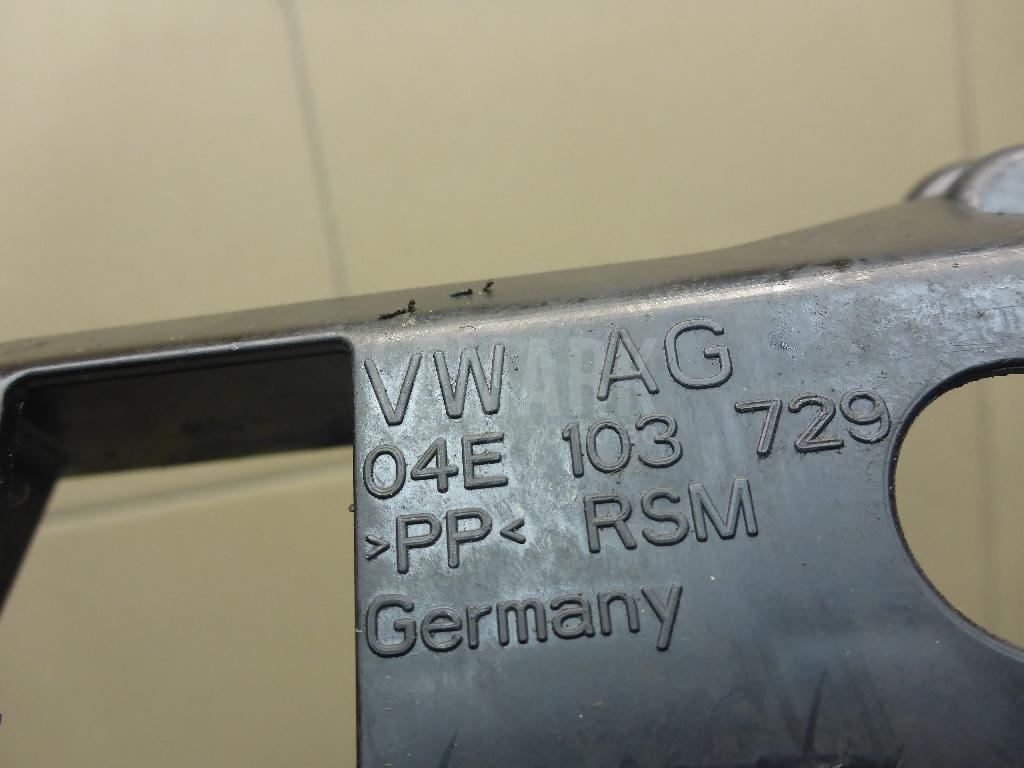 VW AG
04E 103 729
>PP< RSM
Germany